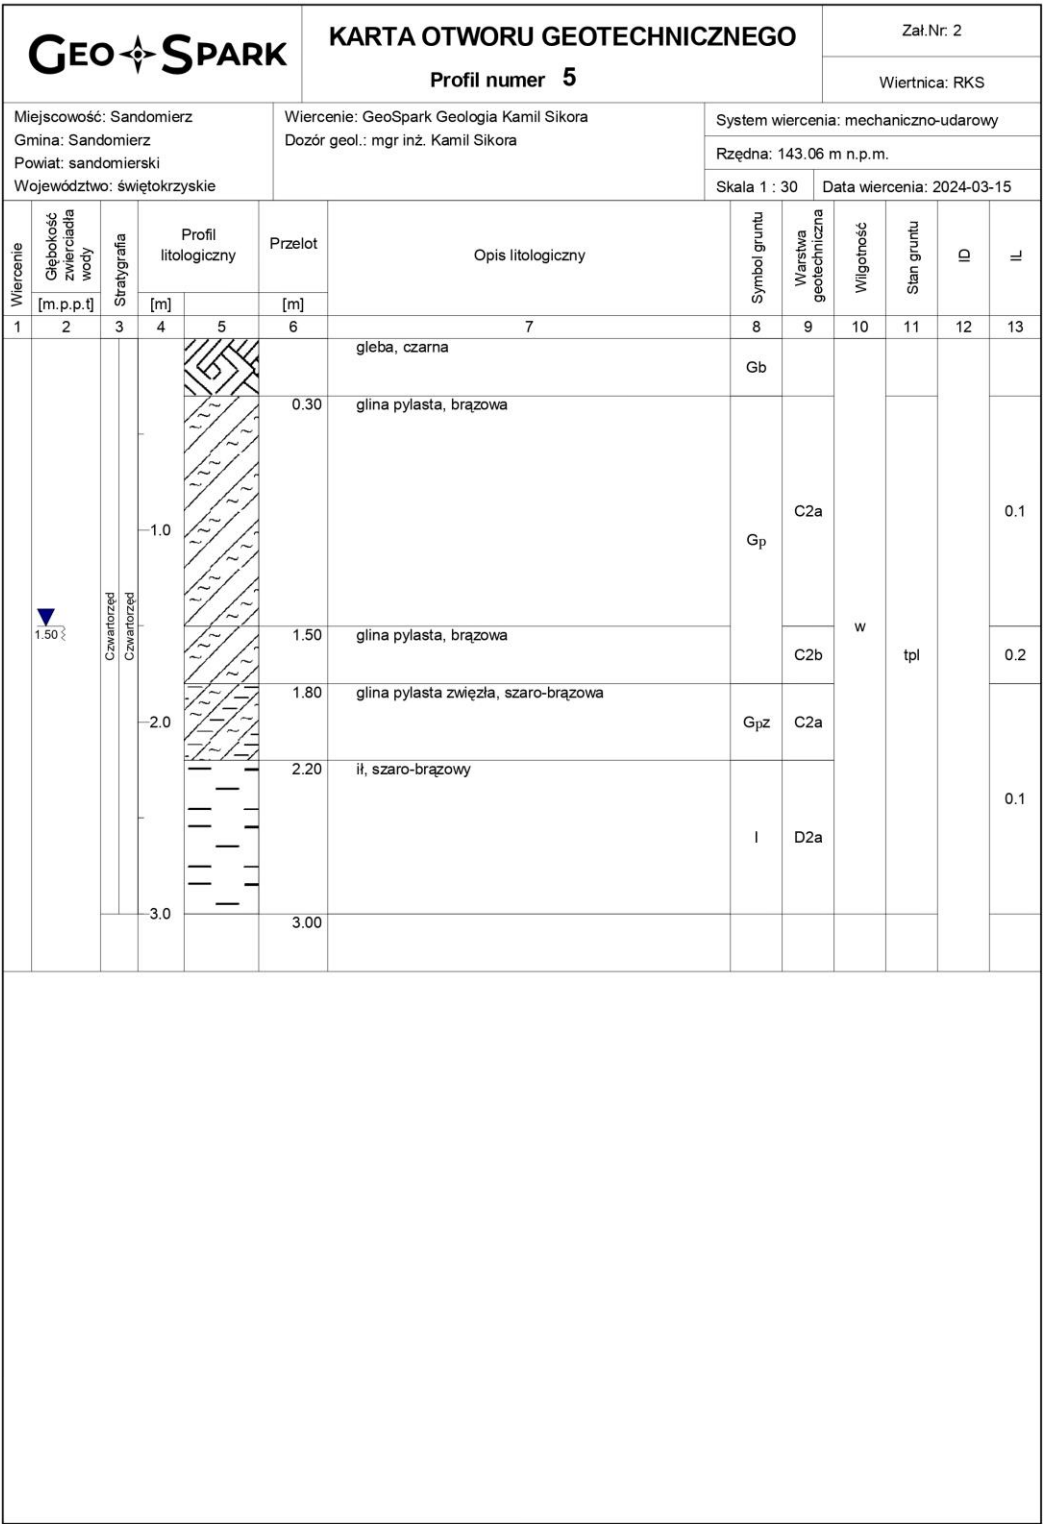 GEO SPARK
KARTA OTWORU GEOTECHNICZNEGO
Profil numer 5
Zał.Nr: 2
Wiertnica: RKS
Miejscowość: Sandomierz
Gmina: Sandomierz
Powiat: sandomierski
Województwo: świętokrzyskie
Wiercenie: GeoSpark Geologia Kamil Sikora
Dozór geol.: mgr inż. Kamil Sikora
System wiercenia: mechaniczno-udarowy
Rzędna: 143.06 m n.p.m.
Skala 1 : 30
Data wiercenia: 2024-03-15
Wiercenie
Głębokość
zwierciadła
wody
[m.p.p.t]
Stratygrafia
Profil
litologiczny
[m]
Przelot
[m]
Opis litologiczny
Symbol gruntu
Warstwa
geotechniczna
Wilgotność
Stan gruntu
ID
IL
1 2 3 4 5 6 7 8 9 10 11 12 13
gleba, czarna
Gb
0.30 glina pylasta, brązowa
1.0
Gp
C2a
0.1
1.50
Czwartorzęd
Czwartorzęd
1.50 glina pylasta, brązowa
C2b
w
tpl
0.2
1.80 glina pylasta zwięzła, szaro-brązowa
2.0
Gpz
C2a
2.20 ił, szaro-brązowy
I
D2a
0.1
3.0
3.00